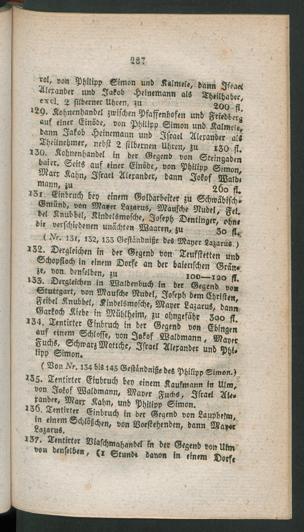 287
rol, von Philipp Simon und Kalmele, dann Israel
Alexander und Jakob Heinemann als Theilhaber,
excl. 2 silberner Uhren, zu 200 fl.
129. Kohnenhandel zwischen Pfaffenhofen und Friedberg
auf einer Einöde, von Philipp Simon und Kalmele,
dann Jakob Heinemann und Israel Alexander als
Theilnehmer, nebst 2 silbernen Uhren, zu 130 fl.
130. Kohnenhandel in der Gegend von Steingaden
baier. Seits auf einer Einöde, von Philipp Simon,
Marx Kahn, Israel Alexander, dann Jokof Wald
mann, zu 260 fl.
131. Einbruch bey einem Goldarbeiter zu Schwäbisch-
Gmünd, von Mayer Lazarus, Mausche Nudel, Fei-
bel Knubbel, Kindelsmosche, Joseph Dentinger, ohne
die verschiedenen unächten Waaren, zu 50 fl.
( Nr. 131, 132, 133 Geständnisse des Mayer Lazarus. )
132. Dergleichen in der Gegend von Teufstetten und
Schopfloch in einem Dorfe an der baierischen Grän-
ze, von denselben, zu 100—120 fl.
133. Dergleichen in Waldenbuch in der Gegend von
Stuttgart, von Mausche Nudel, Joseph dem Christen,
Feibel Knubbel, Kindelsmosche, Mayer Lazarus, dann
Garkoch Kiebe in Mühlheim, zu ohngefähr 300 fl.
134. Tentirter Einbruch in der Gegend von Ebingen
auf einem Schlosse, von Jakof Waldmann, Mayer
Fuchs, Schwarz Mottche, Israel Alexander und Phi-
lipp Simon.
( Von Nr. 134 bis 145 Geständnisse des Philipp Simon. )
135. Tentirter Einbruch bey einem Kaufmann in Ulm,
von Jakof Waldmann, Mayer Fuchs, Israel Ale-
xander, Marx Kahn, und Philipp Simon.
136. Tentirter Einbruch in der Gegend von Laupheim,
in einem Schlößchen, von Vorstehenden, dann Mayer
Lazarus.
137. Tentirter Viaschmahandel in der Gegend von Ulm
von denselben, (1 Stunde davon in einem Dorfe